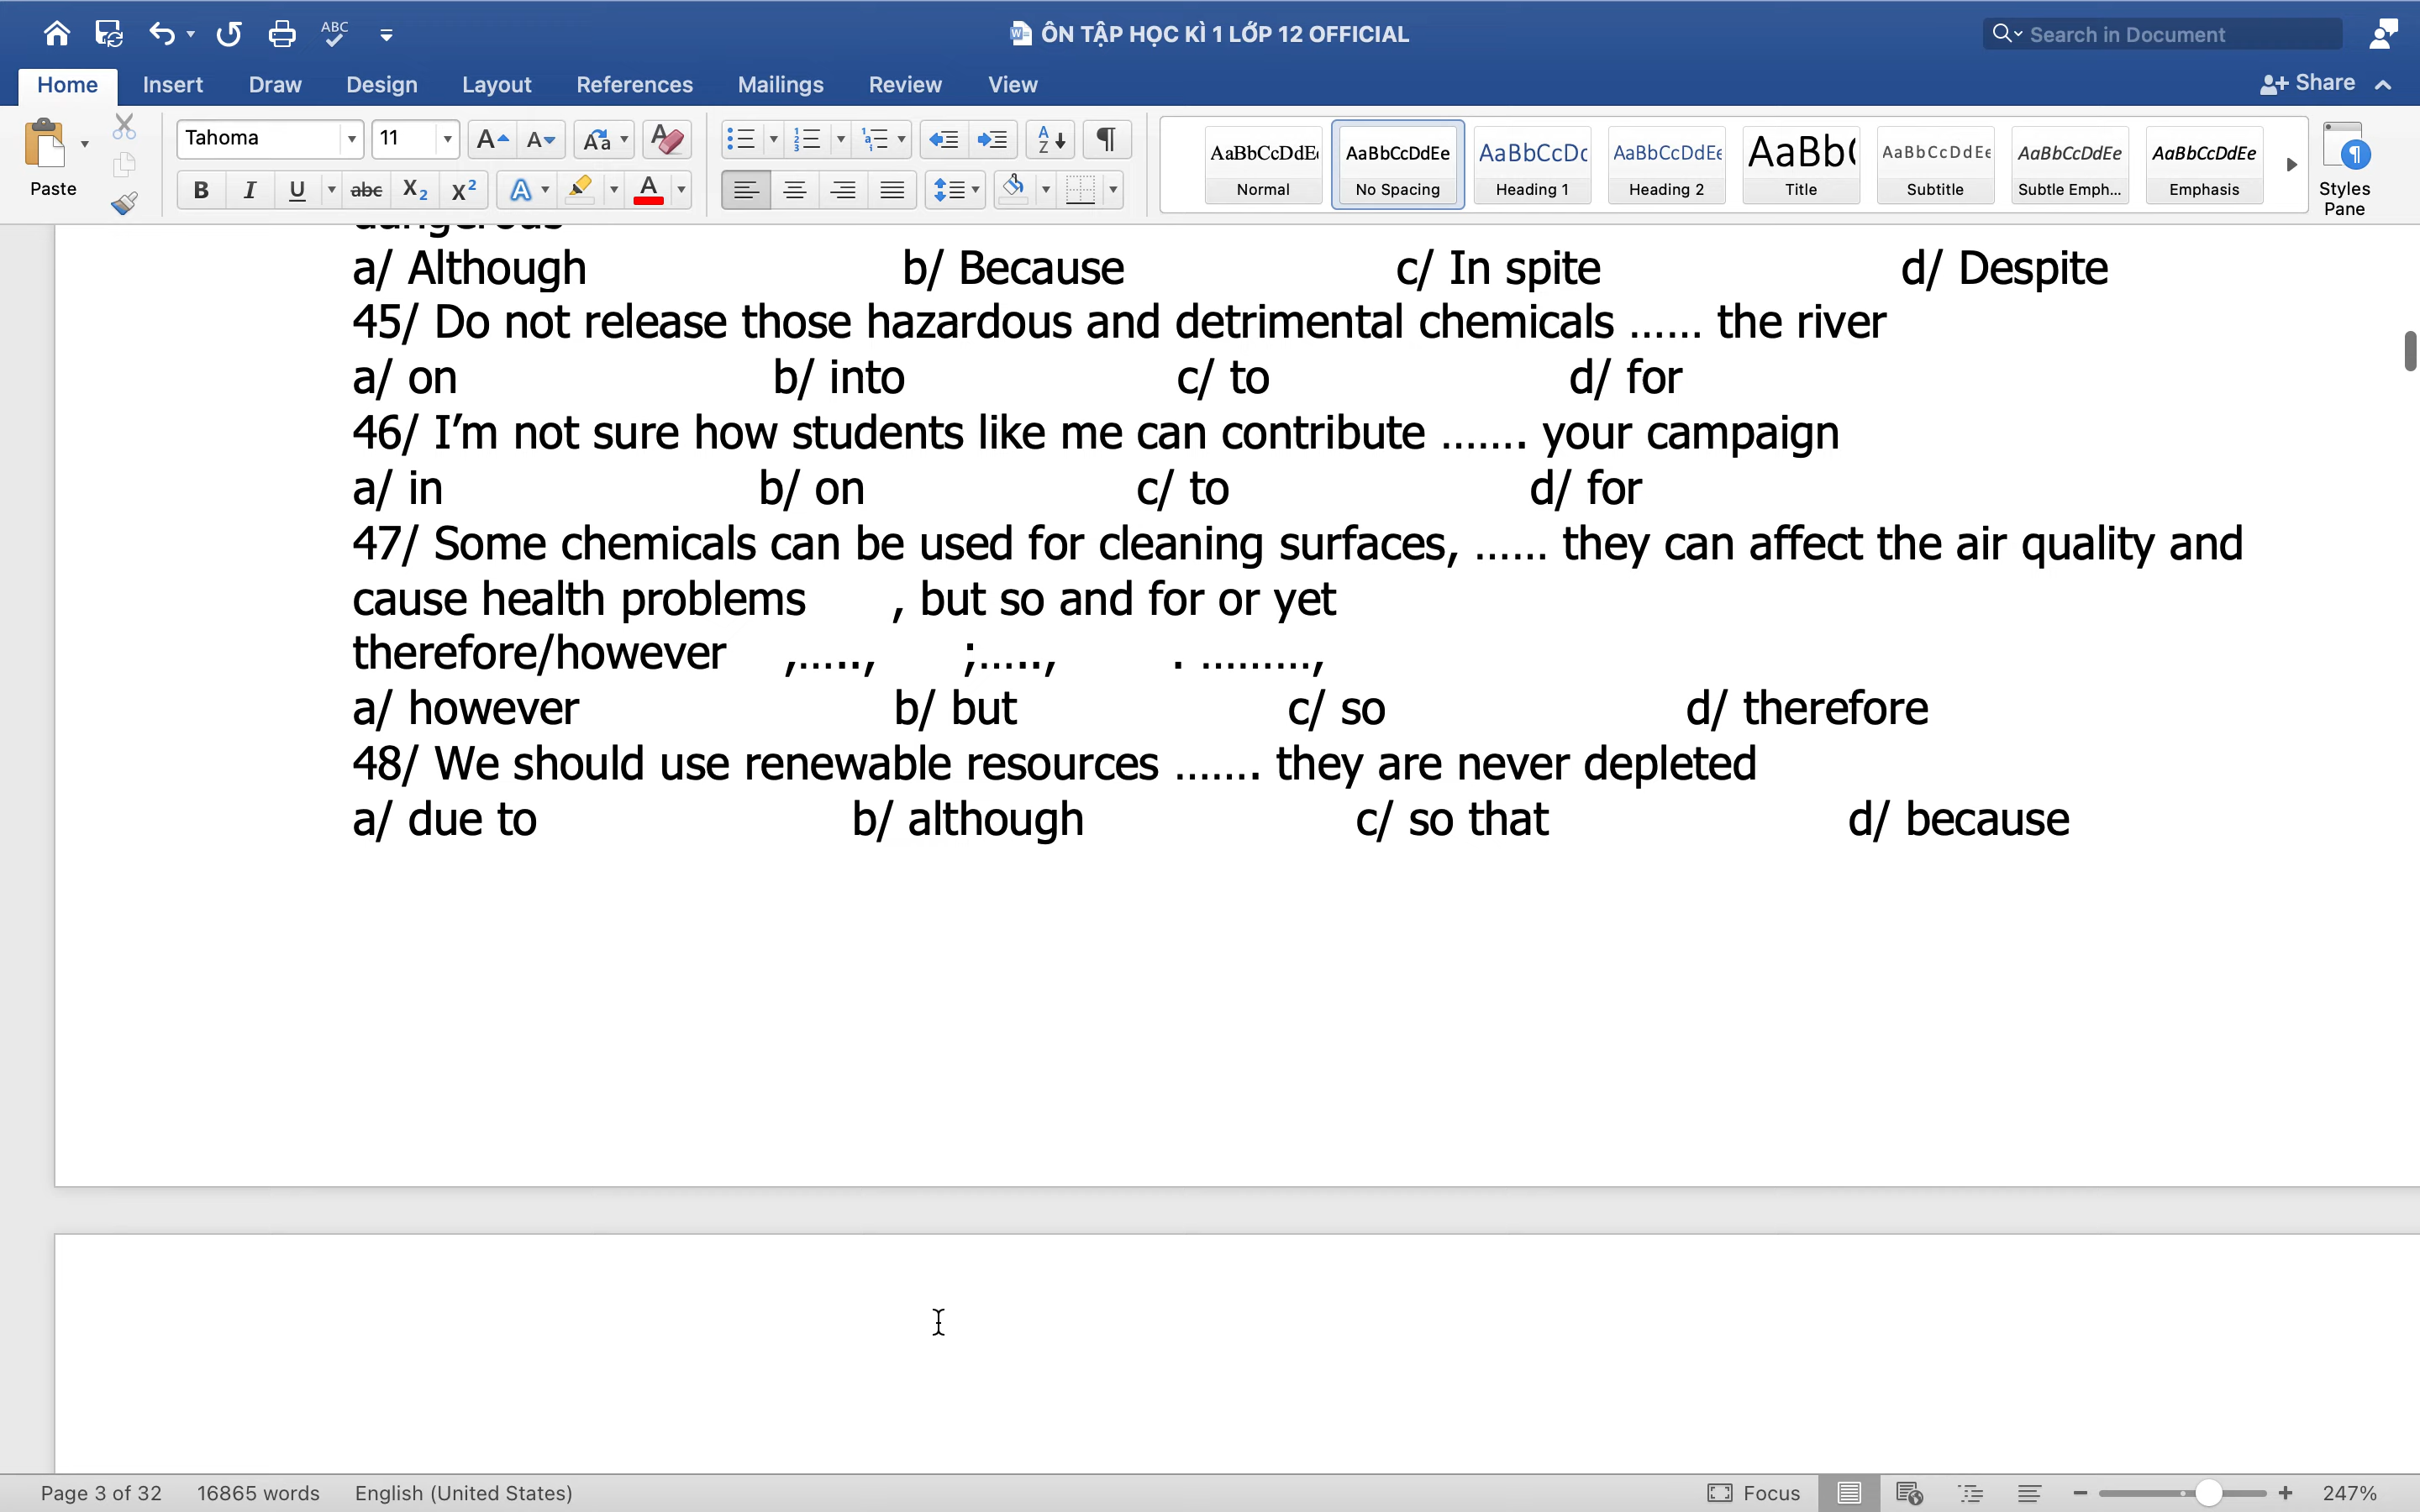 ABC
ÔN TẬP HỌC KÌ 1 LỚP 12 OFFICIAL
Search in Document
Home Insert Draw Design Layout References Mailings Review View Share
Paste
Tahoma 11
AaBbCcDdE AaBbCcDdEe AaBbCcDc AaBbCcDdEe AaBb( AaBbCcDdEe AaBbCcDdEe AaBbCcDdEe
Normal No Spacing Heading 1 Heading 2 Title Subtitle Subtle Emph... Emphasis
Styles Pane
dangerous
a/ Although b/ Because c/ In spite d/ Despite
45/ Do not release those hazardous and detrimental chemicals ...... the river
a/ on b/ into c/ to d/ for
46/ I’m not sure how students like me can contribute ....... your campaign
a/ in b/ on c/ to d/ for
47/ Some chemicals can be used for cleaning surfaces, ...... they can affect the air quality and
cause health problems , but so and for or yet
therefore/however ,....., ;....., . .........,
a/ however b/ but c/ so d/ therefore
48/ We should use renewable resources ....... they are never depleted
a/ due to b/ although c/ so that d/ because
Page 3 of 32 16865 words English (United States) Focus 247%